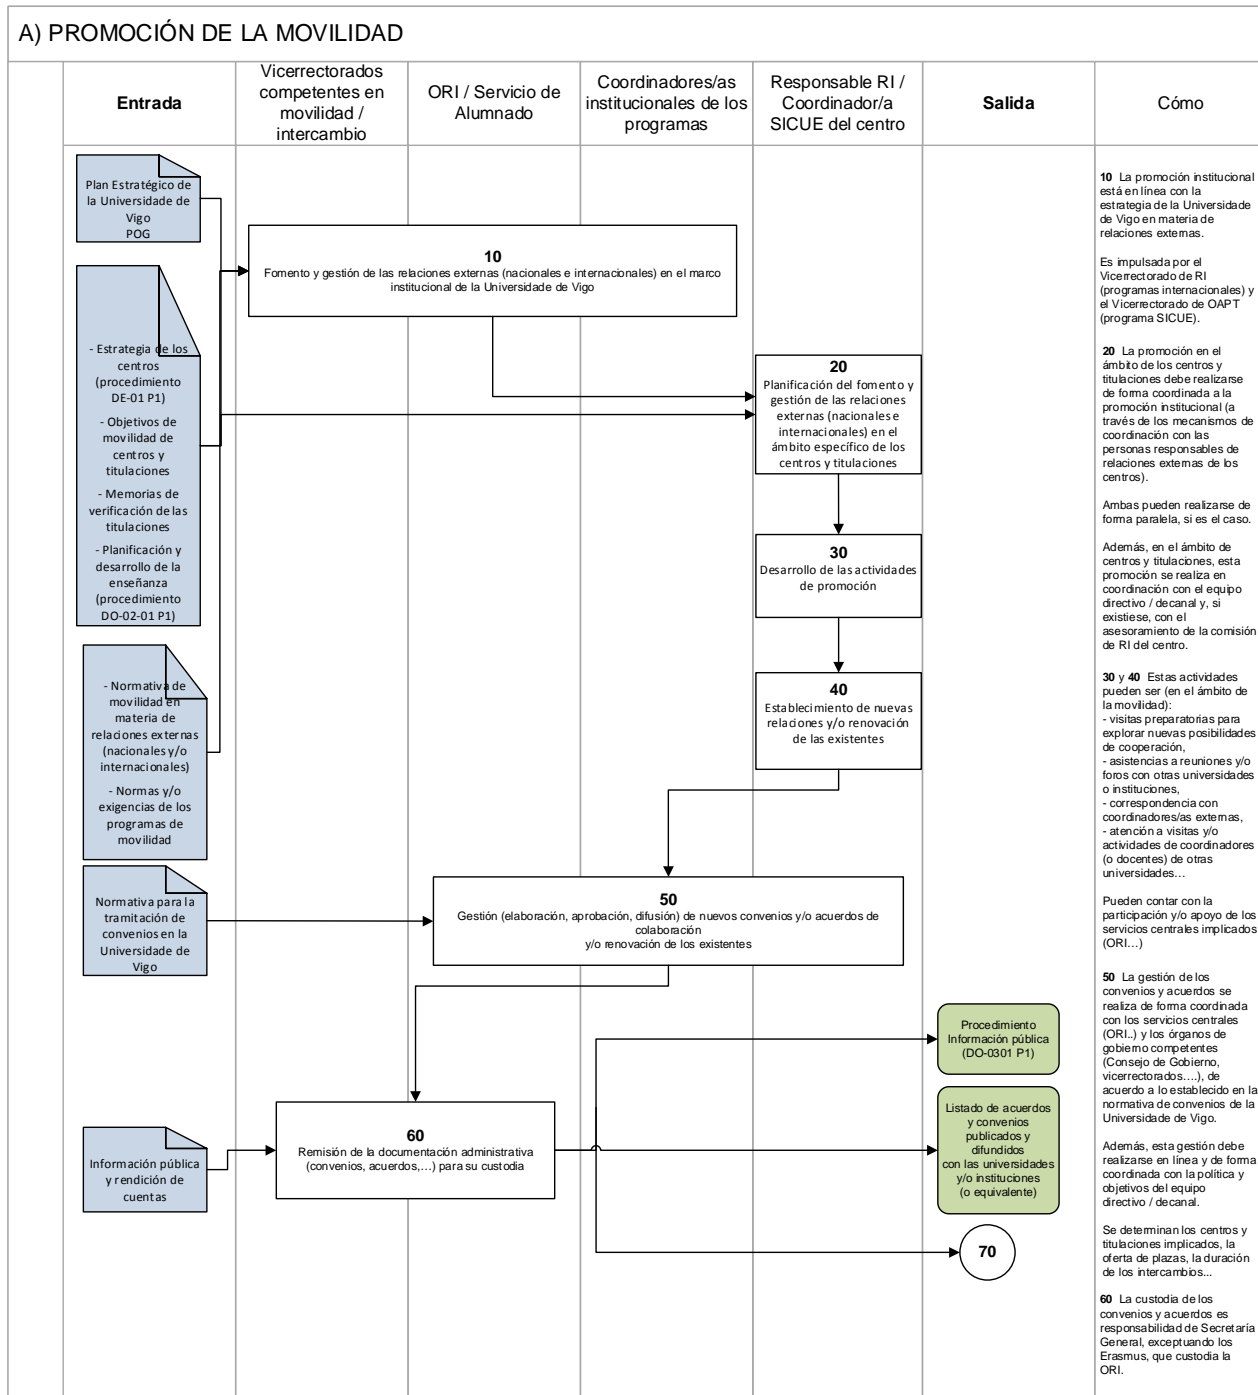 A) PROMOCIÓN DE LA MOVILIDAD
Entrada
Vicerrectorados
competentes en
movilidad /
intercambio
ORI / Servicio de
Alumnado
Coordinadores/as
institucionales de los
programas
Responsable RI /
Coordinador/a
SICUE del centro
Salida
Cómo
Plan Estratégico de
la Universidade de
Vigo
POG
- Estrategia de los
centros
(procedimiento
DE-01 P1)
- Objetivos de
movilidad de
centros y
titulaciones
- Memorias de
verificación de las
titulaciones
- Planificación y
desarrollo de la
enseñanza
(procedimiento
DO-02-01 P1)
- Normativa de
movilidad en
materia de
relaciones externas
(nacionales y/o
internacionales)
- Normas y/o
exigencias de los
programas de
movilidad
Normativa para la
tramitación de
convenios en la
Universidade de
Vigo
Información pública
y rendición de
cuentas
10
Fomento y gestión de las relaciones externas (nacionales e internacionales) en el marco
institucional de la Universidade de Vigo
20
Planificación del fomento y
gestión de las relaciones
externas (nacionales e
internacionales) en el
ámbito específico de los
centros y titulaciones
30
Desarrollo de las actividades
de promoción
40
Establecimiento de nuevas
relaciones y/o renovación
de las existentes
50
Gestión (elaboración, aprobación, difusión) de nuevos convenios y/o acuerdos de
colaboración
y/o renovación de los existentes
60
Remisión de la documentación administrativa
(convenios, acuerdos,...) para su custodia
Procedimiento
Información pública
(DO-0301 P1)
Listado de acuerdos
y convenios
publicados y
difundidos
con las universidades
y/o instituciones
(o equivalente)
70
10 La promoción institucional
está en línea con la
estrategia de la Universidade
de Vigo en materia de
relaciones externas.
Es impulsada por el
Vicerrectorado de RI
(programas internacionales) y
el Vicerrectorado de OAPT
(programa SICUE).
20 La promoción en el
ámbito de los centros y
titulaciones debe realizarse
de forma coordinada a la
promoción institucional (a
través de los mecanismos de
coordinación con las
personas responsables de
relaciones externas de los
centros).
Ambas pueden realizarse de
forma paralela, si es el caso.
Además, en el ámbito de
centros y titulaciones, esta
promoción se realiza en
coordinación con el equipo
directivo / decanal y, si
existiese, con el
asesoramiento de la comisión
de RI del centro.
30 y 40 Estas actividades
pueden ser (en el ámbito de
la movilidad):
- visitas preparatorias para
explorar nuevas posibilidades
de cooperación,
- asistencias a reuniones y/o
foros con otras universidades
o instituciones,
- correspondencia con
coordinadores/as externas,
- atención a visitas y/o
actividades de coordinadores
(o docentes) de otras
universidades...
Pueden contar con la
participación y/o apoyo de los
servicios centrales implicados
(ORI...)
50 La gestión de los
convenios y acuerdos se
realiza de forma coordinada
con los servicios centrales
(ORI..) y los órganos de
gobierno competentes
(Consejo de Gobierno,
vicerrectorados....), de
acuerdo a lo establecido en la
normativa de convenios de la
Universidade de Vigo.
Además, esta gestión debe
realizarse en línea y de forma
coordinada con la política y
objetivos del equipo
directivo / decanal.
Se determinan los centros y
titulaciones implicados, la
oferta de plazas, la duración
de los intercambios...
60 La custodia de los
convenios y acuerdos es
responsabilidad de Secretaría
General, exceptuando los
Erasmus, que custodia la
ORI.